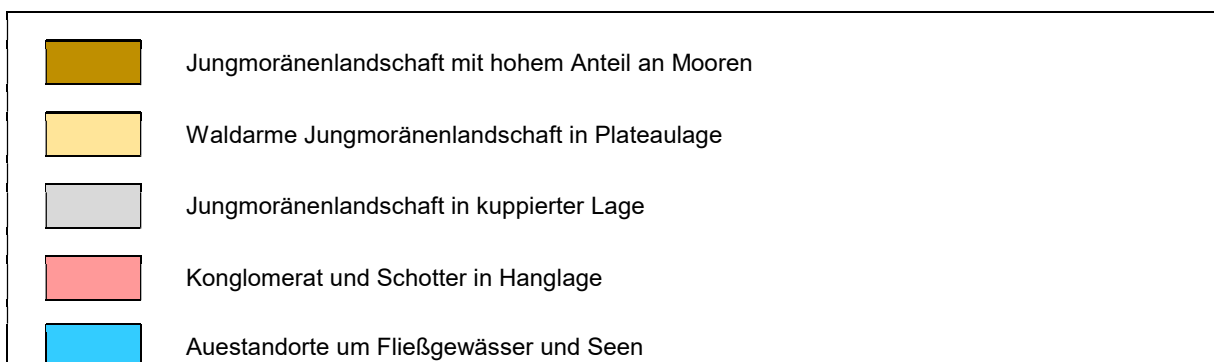 Jungmoränenlandschaft mit hohem Anteil an Mooren
Waldarme Jungmoränenlandschaft in Plateaulage
Jungmoränenlandschaft in kuppierter Lage
Konglomerat und Schotter in Hanglage
Auestandorte um Fließgewässer und Seen